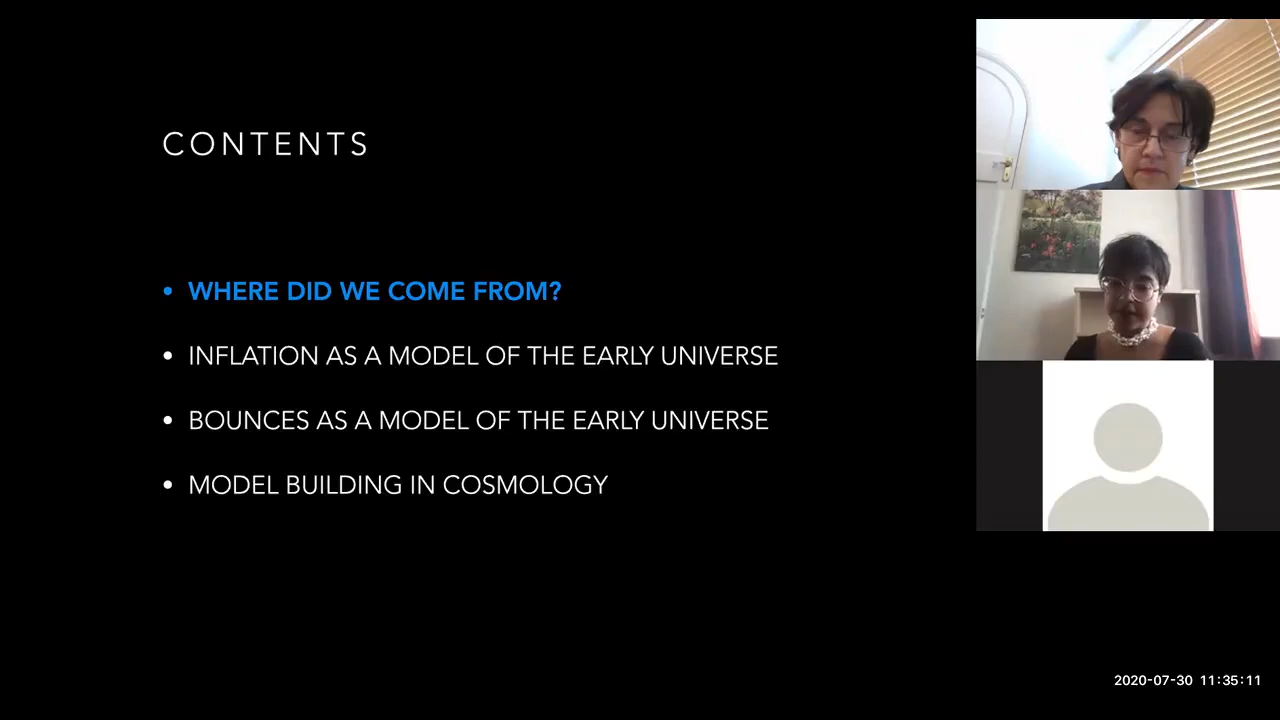 CONTENTS
• WHERE DID WE COME FROM?
• INFLATION AS A MODEL OF THE EARLY UNIVERSE
• BOUNCES AS A MODEL OF THE EARLY UNIVERSE
• MODEL BUILDING IN COSMOLOGY
2020-07-30 11:35:11